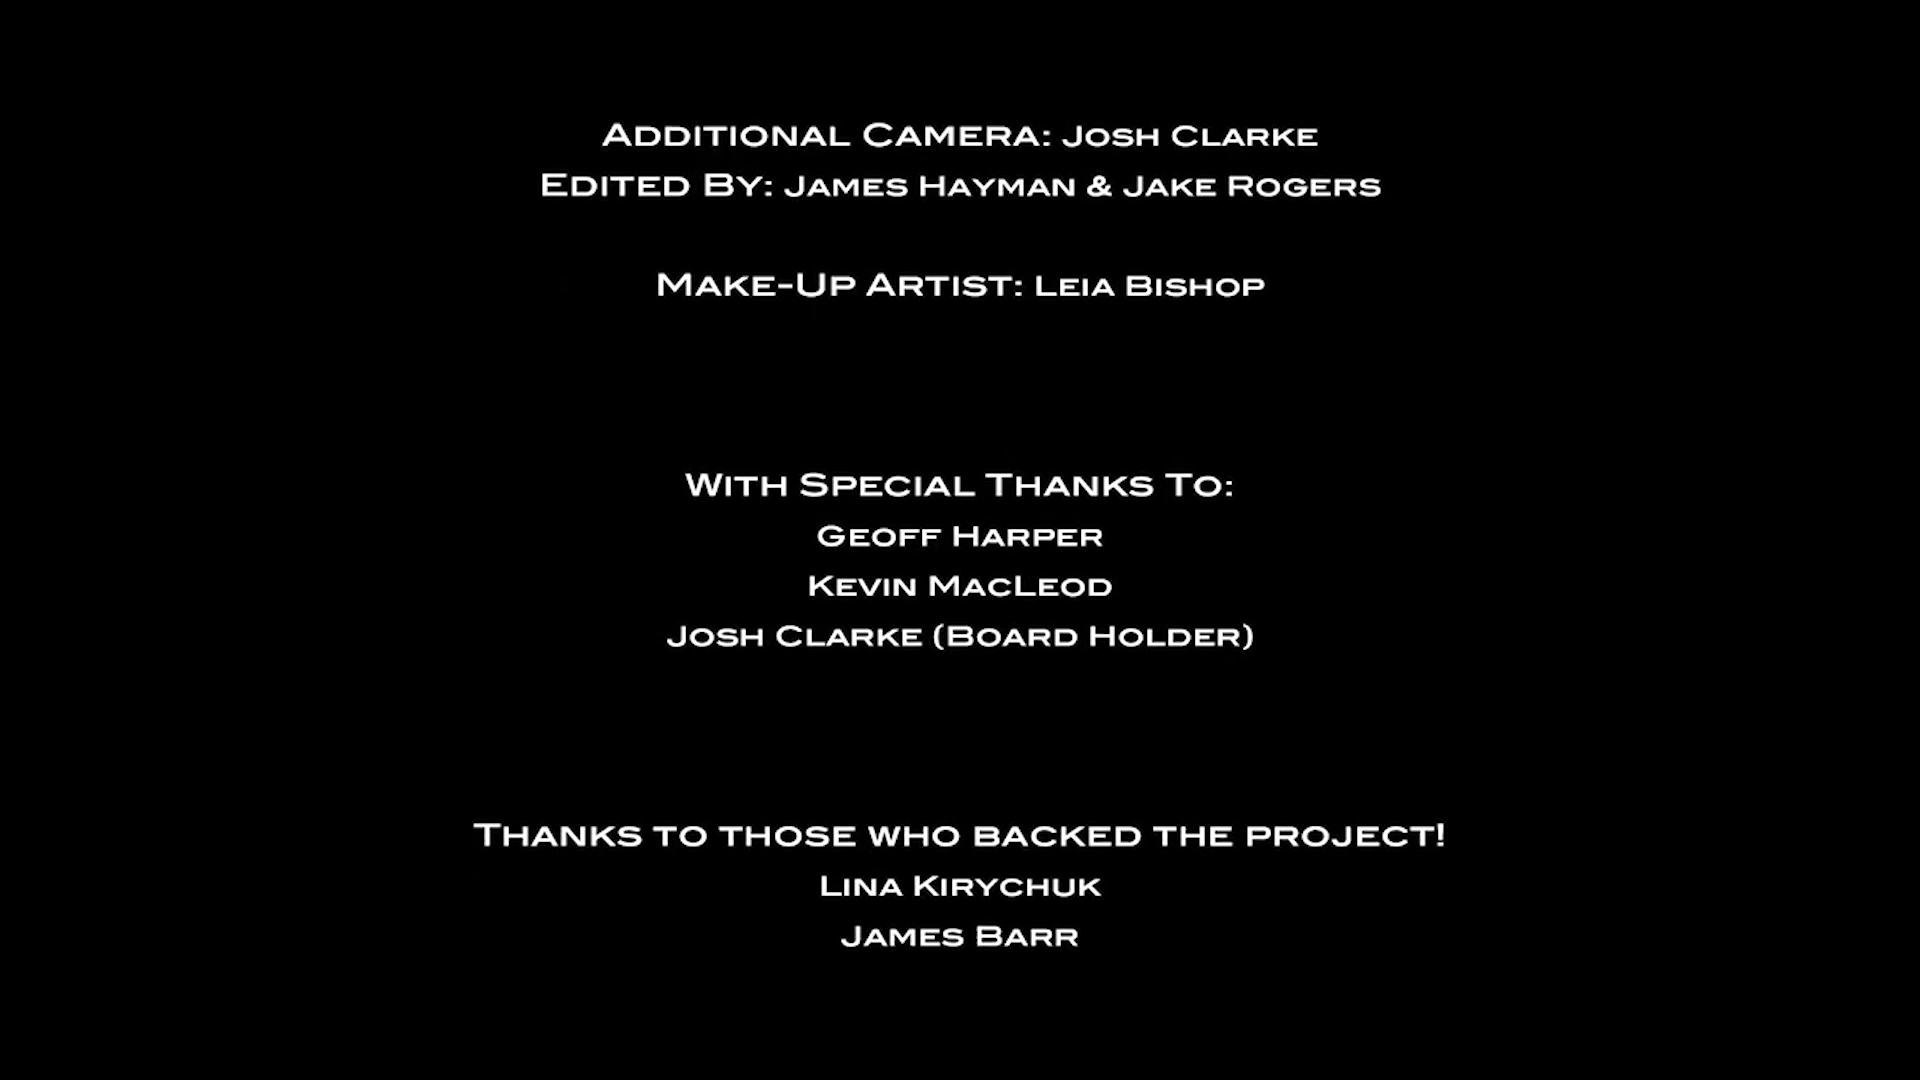 Additional Camera: Josh Clarke
Edited By: James Hayman & Jake Rogers
Make-Up Artist: Leia Bishop
With Special Thanks To:
Geoff Harper
Kevin MacLeod
Josh Clarke (Board Holder)
Thanks to those who backed the project!
Lina Kirychuk
James Barr